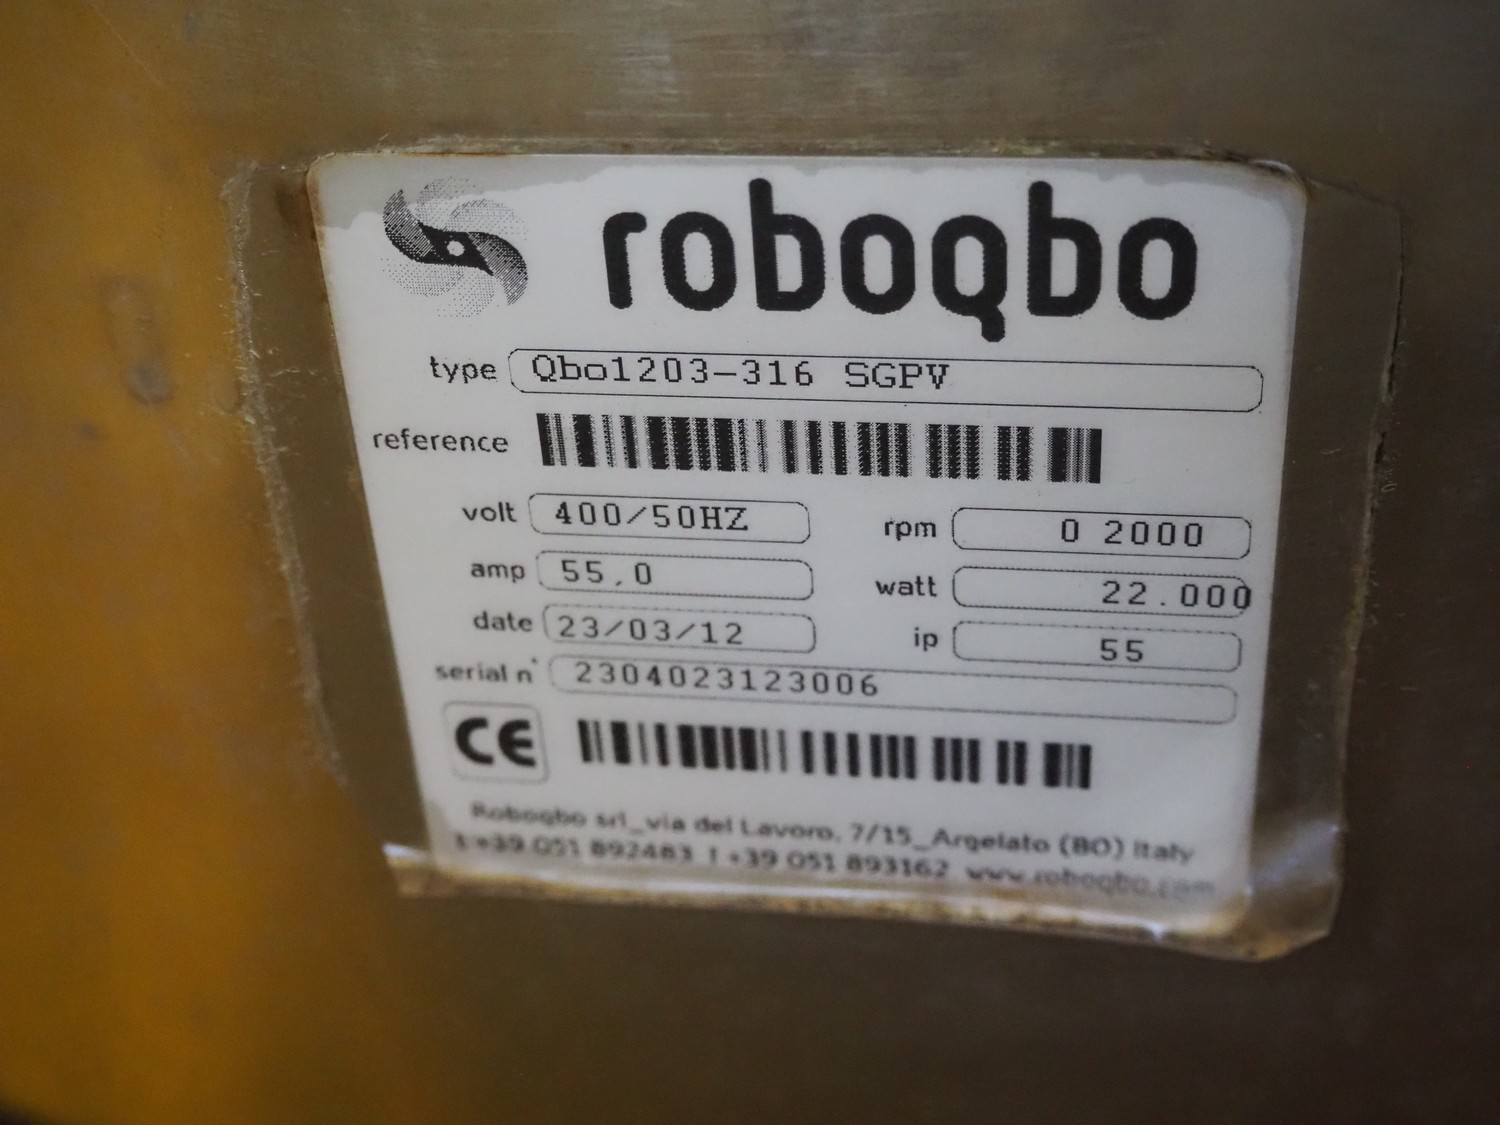 roboqbo
type Qbo1203-316 SGPV
reference
volt 400/50HZ rpm 0 2000
amp 55,0 watt 22.000
date 23/03/12 ip 55
serial n° 2304023123006
CE
Roboqbo srl_via del Lavoro, 7/15_Argelato (BO) Italy
t +39 051 892483 f +39 051 893162 www.roboqbo.com